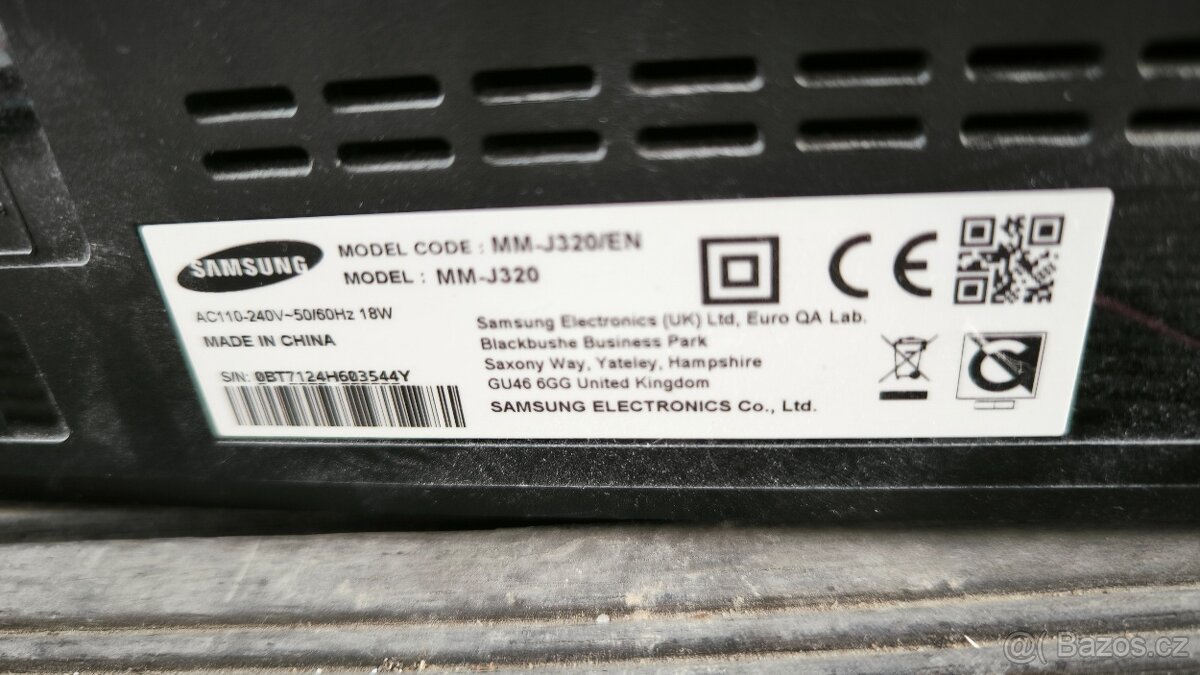 SAMSUNG
MODEL CODE : MM-J320/EN
MODEL : MM-J320
AC110-240V~50/60Hz 18W
MADE IN CHINA
S/N: 0BT7124H603544Y
Samsung Electronics (UK) Ltd, Euro QA Lab.
Blackbushe Business Park
Saxony Way, Yateley, Hampshire
GU46 6GG United Kingdom
SAMSUNG ELECTRONICS Co., Ltd.
CE
@( Bazos.cz